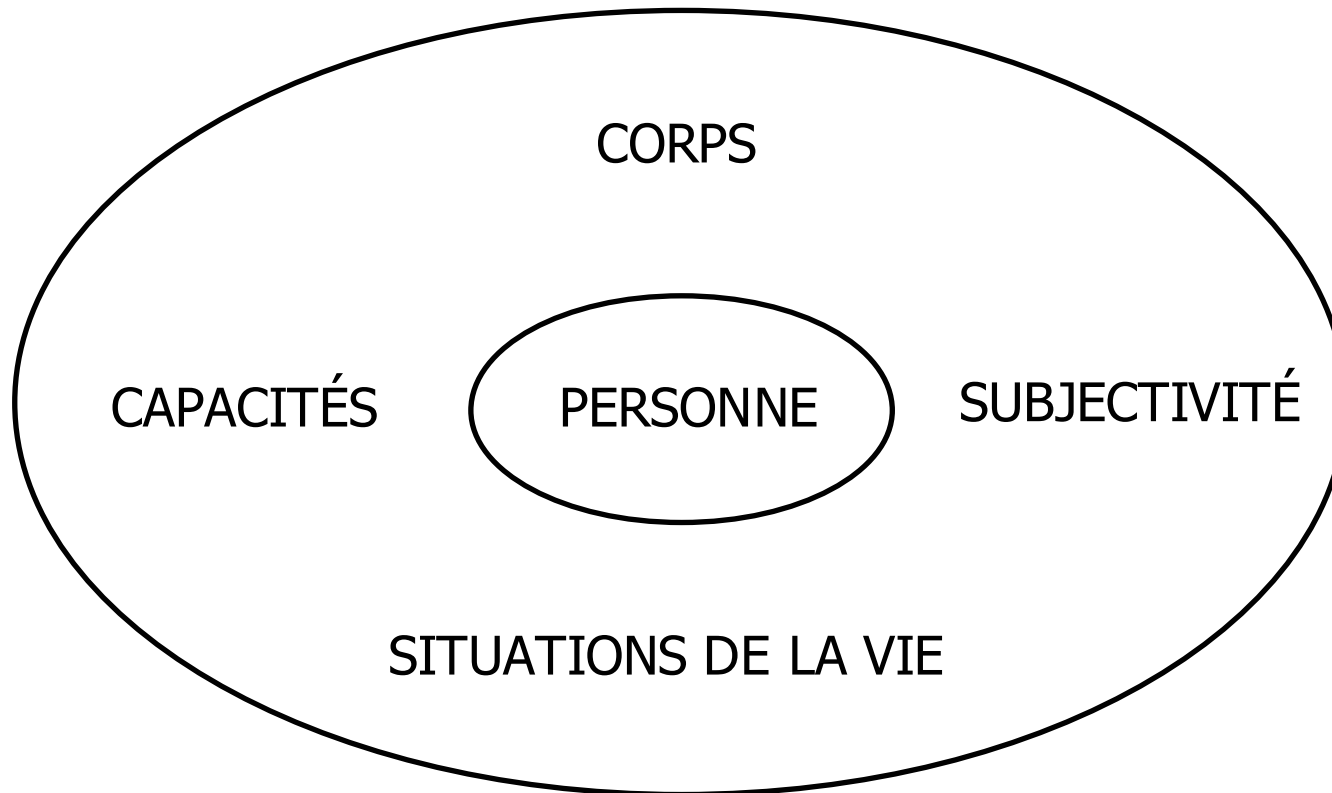 CORPS
CAPACITÉS
PERSONNE
SUBJECTIVITÉ
SITUATIONS DE LA VIE